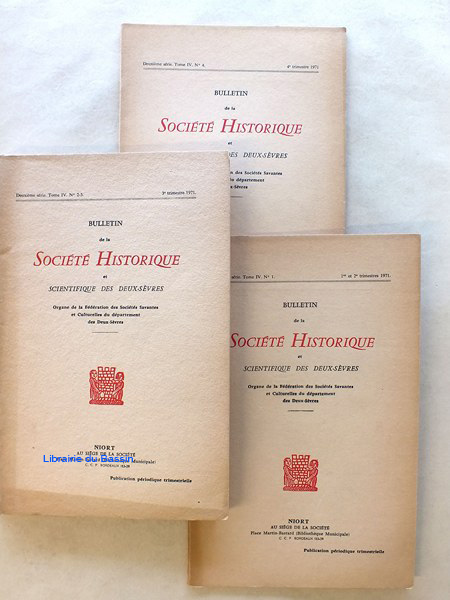 Deuxième série. Tome IV. N° 4.
4e trimestre 1971
BULLETIN
de la
SOCIÉTÉ HISTORIQUE
et
DES DEUX-SÈVRES
des Sociétés Savantes
du département
Deuxième série. Tome IV. N° 2-3.
3e trimestre 1971.
BULLETIN
de la
SOCIÉTÉ HISTORIQUE
et
SCIENTIFIQUE DES DEUX-SÈVRES
Organe de la Fédération des Sociétés Savantes
et Culturelles du département
des Deux-Sèvres
NIORT
AU SIÈGE DE LA SOCIÉTÉ
Librairie du Bassin
Municipale)
C. C. P. BORDEAUX
Publication périodique trimestrielle
série. Tome IV. N° 1.
1er et 2e trimestres 1971.
BULLETIN
de la
SOCIÉTÉ HISTORIQUE
et
SCIENTIFIQUE DES DEUX-SÈVRES
Organe de la Fédération des Sociétés Savantes
et Culturelles du département
des Deux-Sèvres
NIORT
AU SIÈGE DE LA SOCIÉTÉ
Place Martin-Bastard (Bibliothèque Municipale)
C. C. P. BORDEAUX
Publication périodique trimestrielle